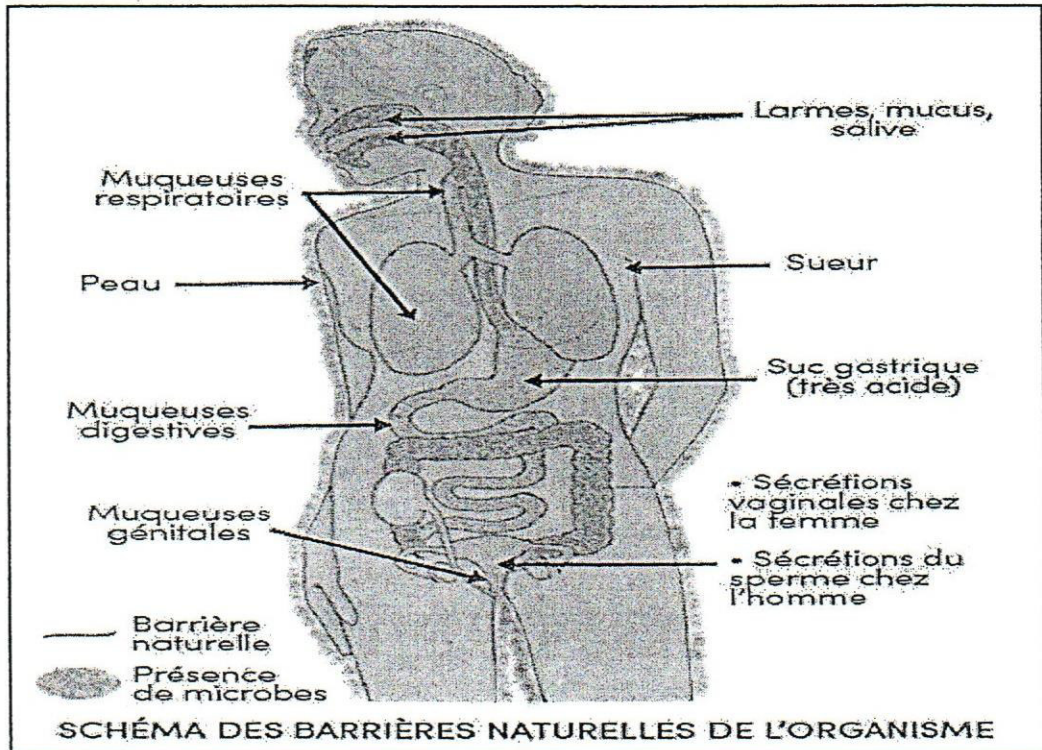 Larmes, mucus,
salive
Muqueuses
respiratoires
Peau
Sueur
Suc gastrique
(très acide)
Muqueuses
digestives
• Sécrétions
vaginales chez
la femme
Muqueuses
génitales
• Sécrétions du
sperme chez
l'homme
Barrière
naturelle
Présence
de microbes
SCHÉMA DES BARRIÈRES NATURELLES DE L'ORGANISME